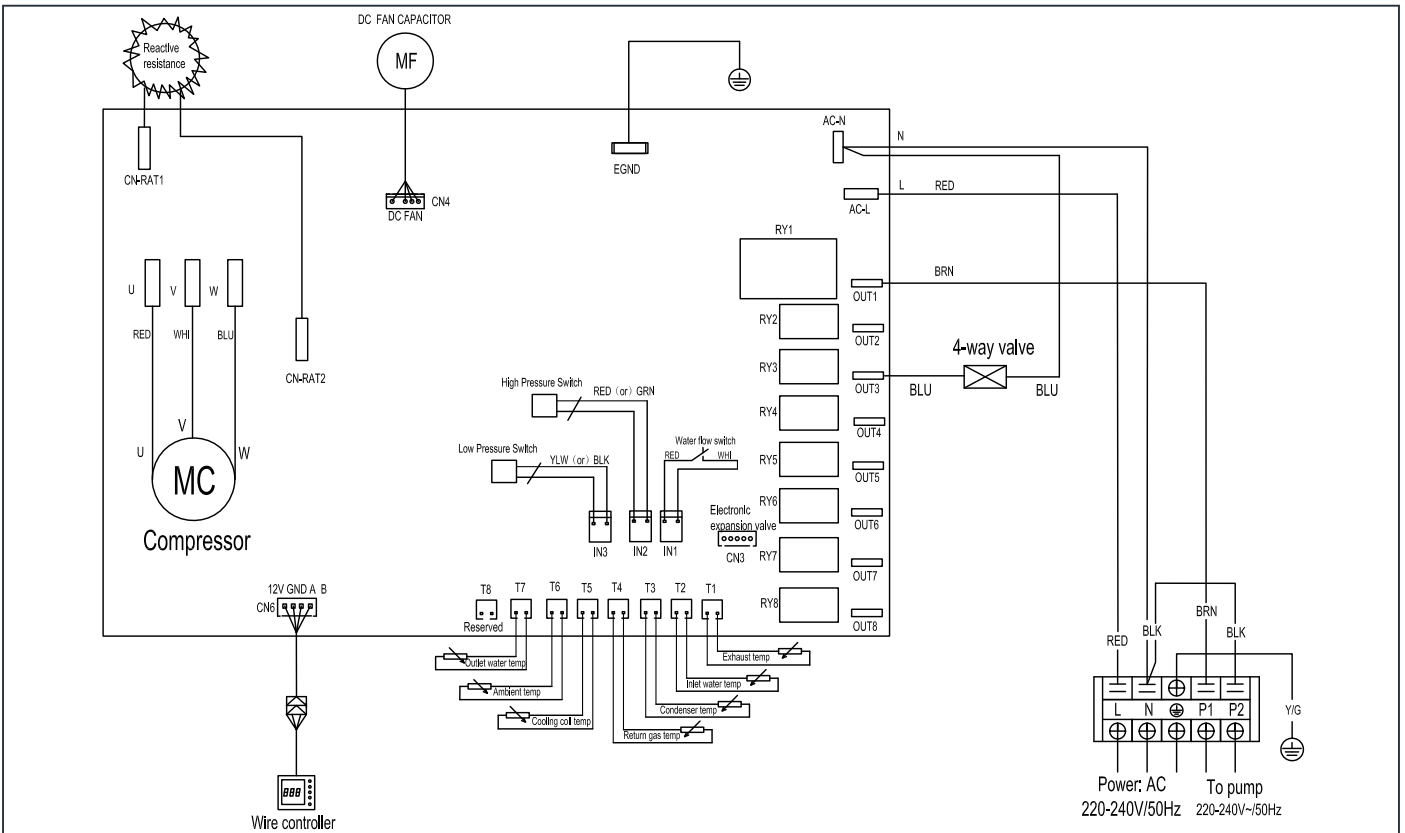 DC FAN CAPACITOR
Reactive
resistance
MF
AC-N
N
CN-RAT1
EGND
CN4
DC FAN
L
RED
AC-L
RY1
BRN
OUT1
U
V
W
RY2
OUT2
RED
WHI
BLU
4-way valve
RY3
OUT3
BLU
BLU
CN-RAT2
High Pressure Switch
RED (or) GRN
RY4
OUT4
Low Pressure Switch
YLW (or) BLK
Water flow switch
RED
WHI
RY5
OUT5
U
V
W
MC
Compressor
RY6
OUT6
Electronic
expansion valve
CN3
IN3
IN2
IN1
RY7
OUT7
12V GND A B
CN6
T8
T7
T6
T5
T4
T3
T2
T1
Reserved
RY8
OUT8
Outlet water temp
Exhaust temp
Ambient temp
Inlet water temp
Cooling coil temp
Condenser temp
Return gas temp
RED
BLK
BRN
BLK
L
N
P1
P2
Y/G
Power: AC
220-240V/50Hz
To pump
220-240V~/50Hz
888
Wire controller